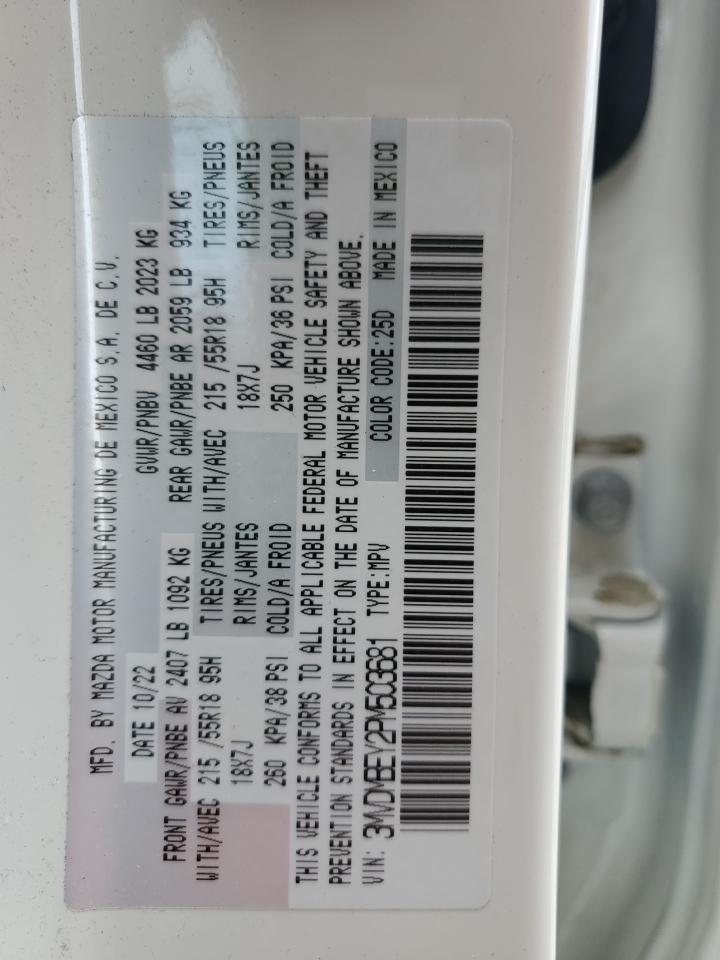 MFD. BY MAZDA MOTOR MANUFACTURING DE MEXICO S.A. DE C.V.
DATE 10/22 GVWR/PNBV 4460 LB 2023 KG
FRONT GAWR/PNBE AV 2407 LB 1092 KG REAR GAWR/PNBE AR 2059 LB 934 KG
WITH/AVEC 215 /55R18 95H TIRES/PNEUS WITH/AVEC 215 /55R18 95H TIRES/PNEUS
18X7J RIMS/JANTES 18X7J RIMS/JANTES
260 KPA/38 PSI COLD/A FROID 250 KPA/36 PSI COLD/A FROID
THIS VEHICLE CONFORMS TO ALL APPLICABLE FEDERAL MOTOR VEHICLE SAFETY AND THEFT
PREVENTION STANDARDS IN EFFECT ON THE DATE OF MANUFACTURE SHOWN ABOVE.
VIN: 3MVDMBEY2PM503681 TYPE:MPV COLOR CODE:25D MADE IN MEXICO